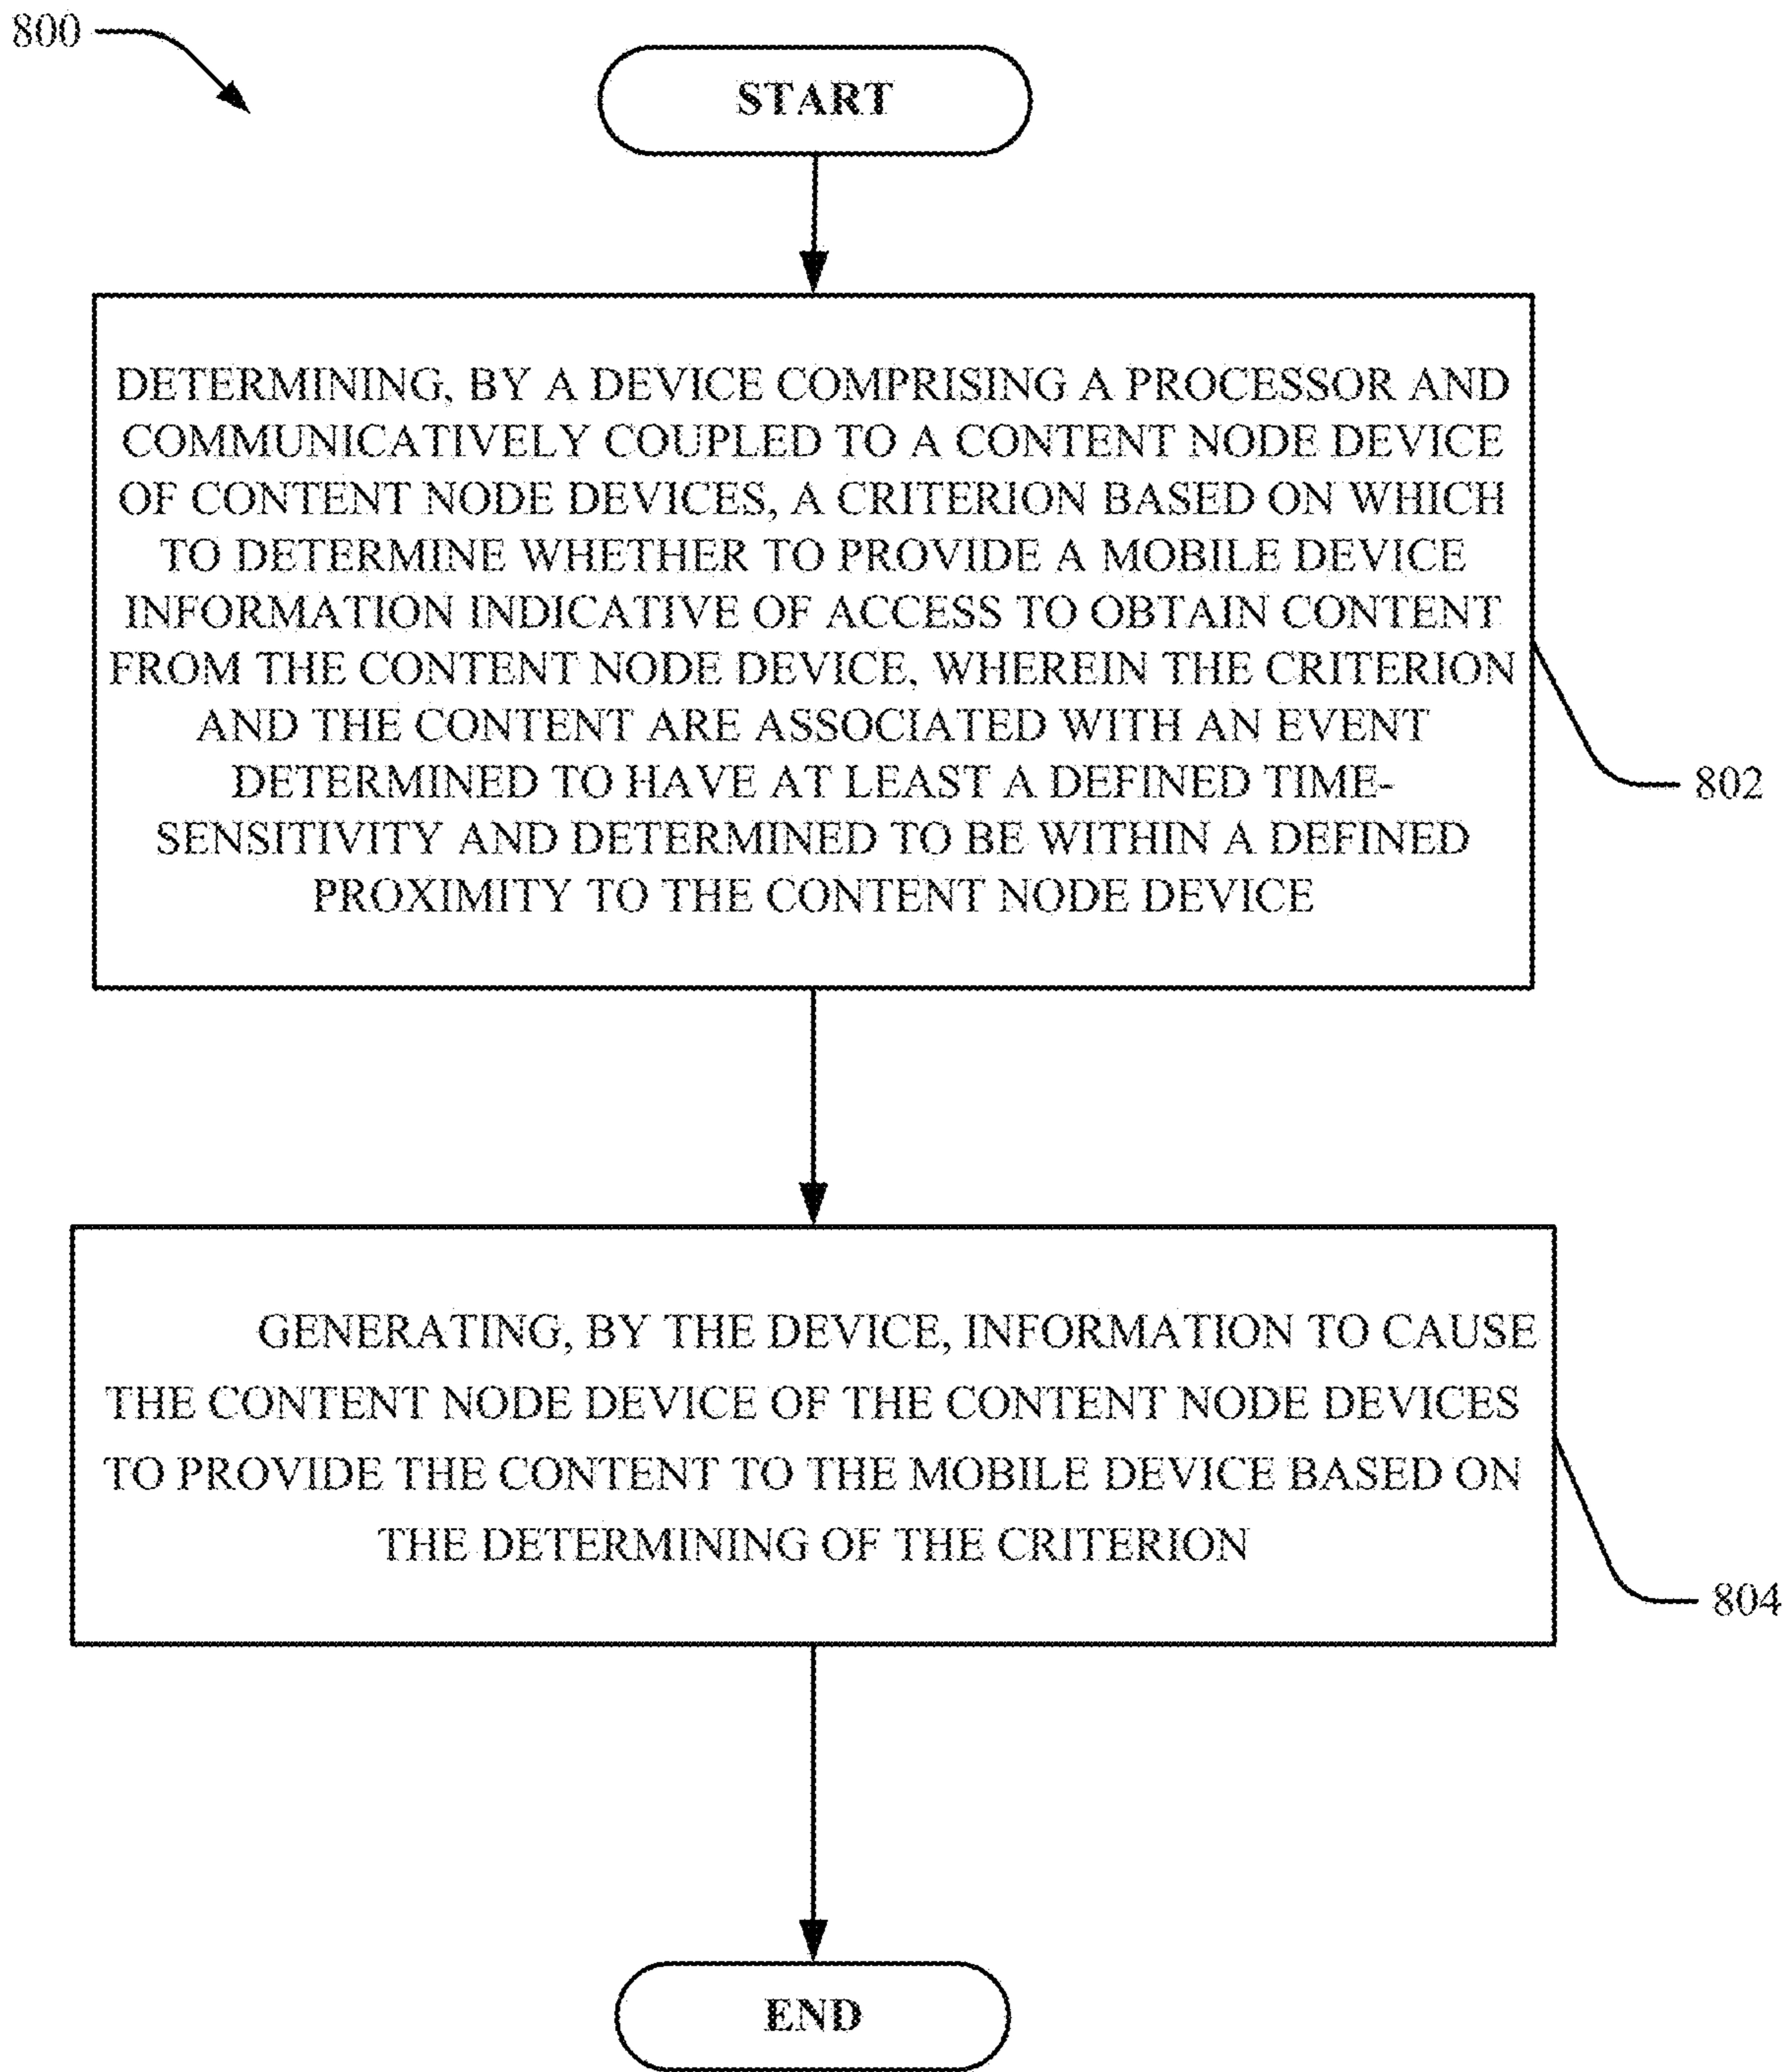 800
START
DETERMINING, BY A DEVICE COMPRISING A PROCESSOR AND
COMMUNICATIVELY COUPLED TO A CONTENT NODE DEVICE
OF CONTENT NODE DEVICES, A CRITERION BASED ON WHICH
TO DETERMINE WHETHER TO PROVIDE A MOBILE DEVICE
INFORMATION INDICATIVE OF ACCESS TO OBTAIN CONTENT
FROM THE CONTENT NODE DEVICE, WHEREIN THE CRITERION
AND THE CONTENT ARE ASSOCIATED WITH AN EVENT
DETERMINED TO HAVE AT LEAST A DEFINED TIME-
SENSITIVITY AND DETERMINED TO BE WITHIN A DEFINED
PROXIMITY TO THE CONTENT NODE DEVICE
802
GENERATING, BY THE DEVICE, INFORMATION TO CAUSE
THE CONTENT NODE DEVICE OF THE CONTENT NODE DEVICES
TO PROVIDE THE CONTENT TO THE MOBILE DEVICE BASED ON
THE DETERMINING OF THE CRITERION
804
END